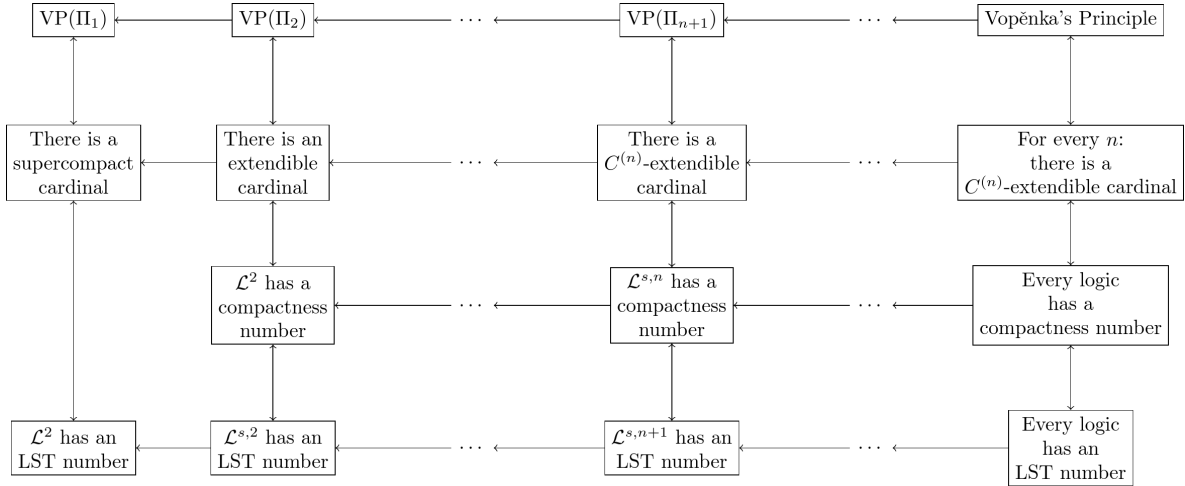 VP(Π₁)
VP(Π₂)
···
VP(Πₙ₊₁)
···
Vopěnka's Principle
There is a
supercompact
cardinal
There is an
extendible
cardinal
···
There is a
C⁽ⁿ⁾-extendible
cardinal
···
For every n:
there is a
C⁽ⁿ⁾-extendible cardinal
ℒ² has a
compactness
number
···
ℒˢ,ⁿ has a
compactness
number
···
Every logic
has a
compactness number
ℒ² has an
LST number
ℒˢ,² has an
LST number
···
ℒˢ,ⁿ⁺¹ has an
LST number
···
Every logic
has an
LST number